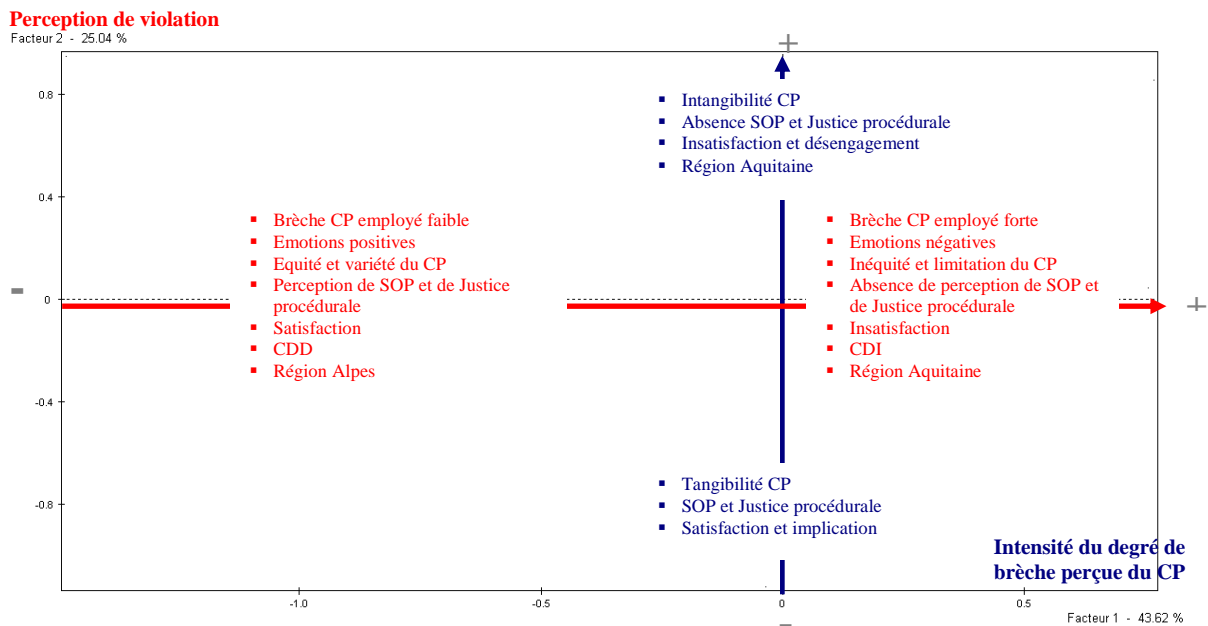 Perception de violation
Facteur 2 - 25.04 %
+
0.8
▪ Intangibilité CP
▪ Absence SOP et Justice procédurale
▪ Insatisfaction et désengagement
▪ Région Aquitaine
0.4
▪ Brèche CP employé faible
▪ Emotions positives
▪ Equité et variété du CP
▪ Perception de SOP et de Justice
procédurale
▪ Satisfaction
▪ CDD
▪ Région Alpes
▪ Brèche CP employé forte
▪ Emotions négatives
▪ Inéquité et limitation du CP
▪ Absence de perception de SOP et
de Justice procédurale
▪ Insatisfaction
▪ CDI
▪ Région Aquitaine
-
0
+
-0.4
-0.8
▪ Tangibilité CP
▪ SOP et Justice procédurale
▪ Satisfaction et implication
Intensité du degré de
brèche perçue du CP
-1.0
-0.5
0
0.5
Facteur 1 - 43.62 %
-